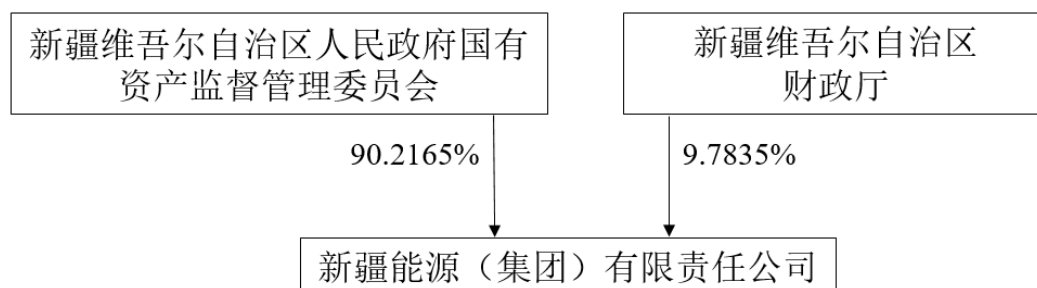 新疆维吾尔自治区人民政府国有
资产监督管理委员会
新疆维吾尔自治区
财政厅
90.2165%
9.7835%
新疆能源（集团）有限责任公司